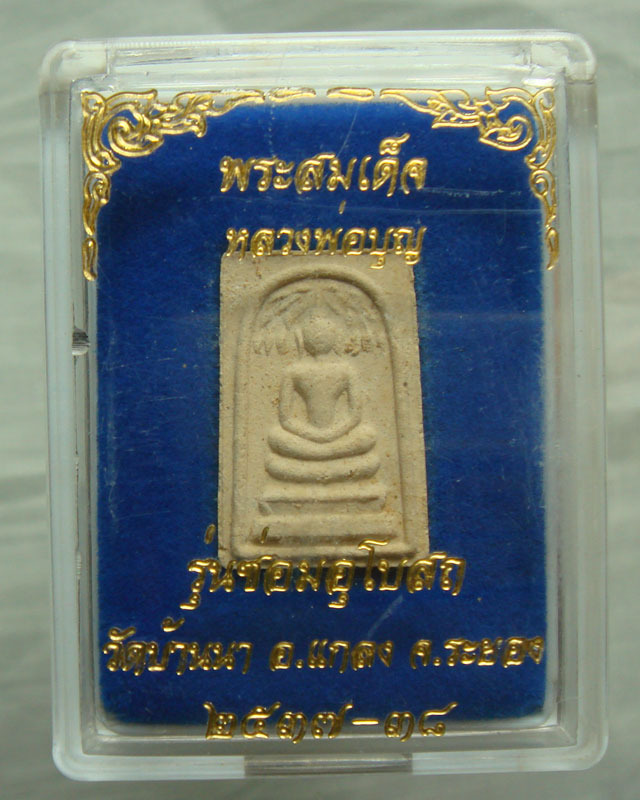 พระสมเด็จ
หลวงพ่อบุญ
รุ่นซ่อมอุโบสถ
วัดบ้านนา อ.แกลง จ.ระยอง
๒๕๓๗-๓๘